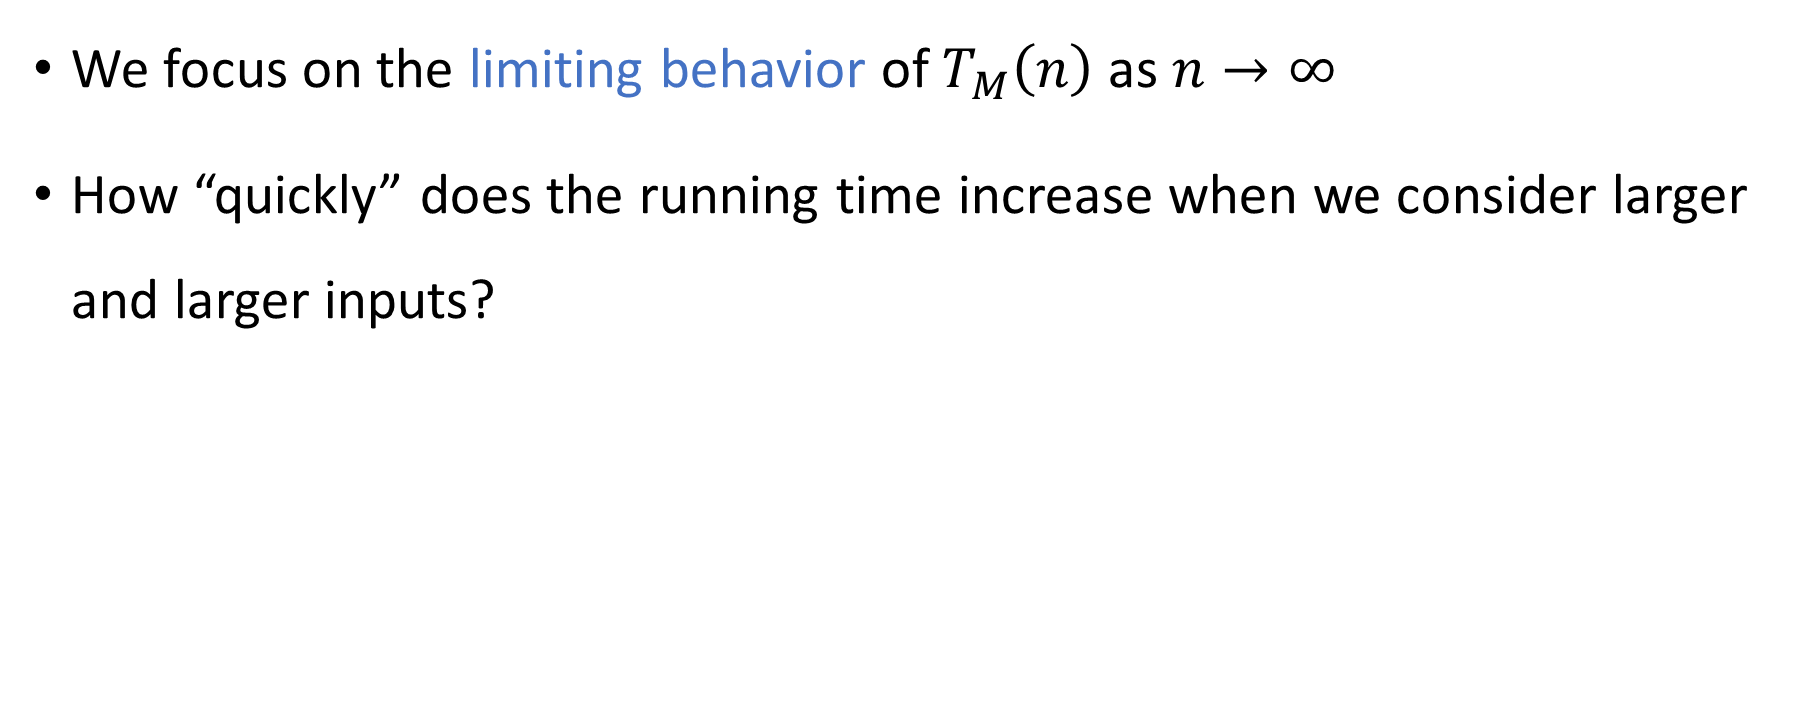 • We focus on the limiting behavior of 𝑇𝑀(𝑛) as 𝑛 → ∞
• How “quickly” does the running time increase when we consider larger
and larger inputs?